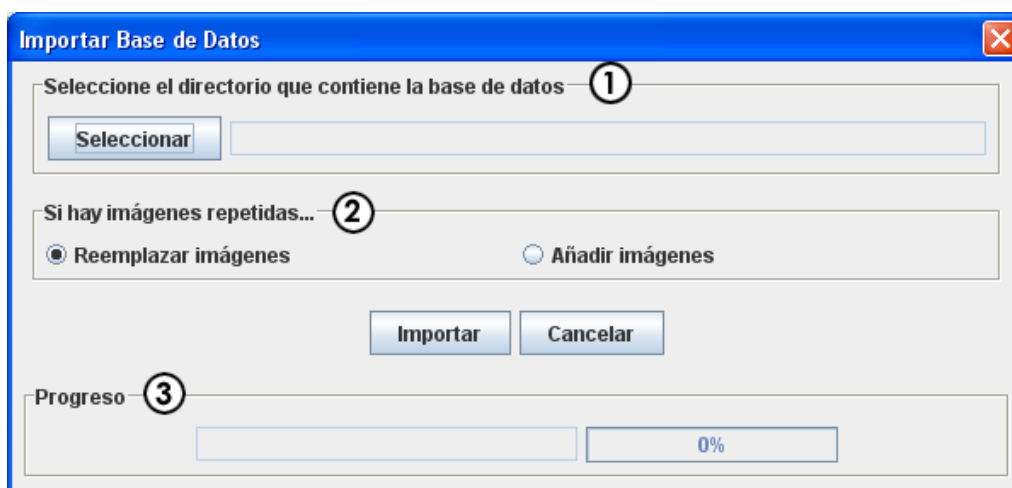 Importar Base de Datos
Seleccione el directorio que contiene la base de datos 1
Seleccionar
Si hay imágenes repetidas... 2
Reemplazar imágenes Añadir imágenes
Importar Cancelar
Progreso 3
0%